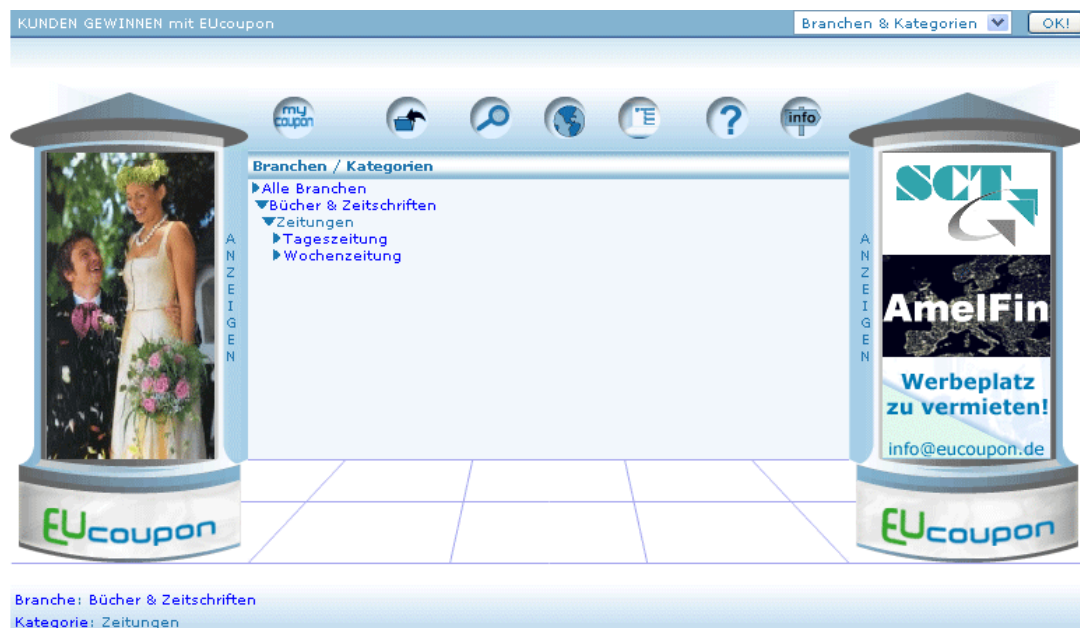 KUNDEN GEWINNEN mit EUcoupon
Branchen & Kategorien
OK!
my
coupon
info
Branchen / Kategorien
Alle Branchen
Bücher & Zeitschriften
Zeitungen
Tageszeitung
Wochenzeitung
ANZEIGEN
ANZEIGEN
SCT
AmelFin
Werbeplatz
zu vermieten!
info@eucoupon.de
EUcoupon
EUcoupon
Branche: Bücher & Zeitschriften
Kategorie: Zeitungen